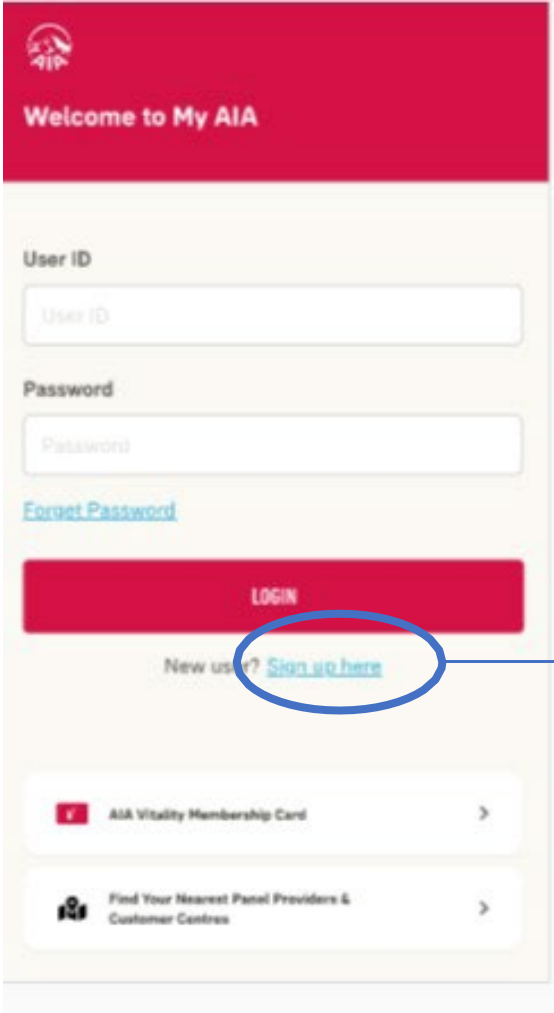 AIA
Welcome to My AIA
User ID
User ID
Password
Password
Forget Password
LOGIN
New user? Sign up here
AIA Vitality Membership Card
Find Your Nearest Panel Providers &
Customer Centres